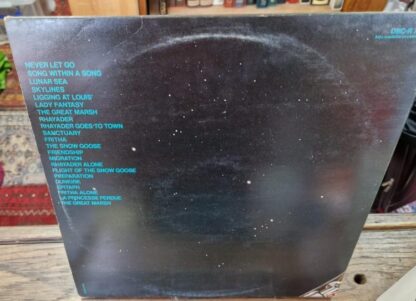 NEVER LET GO
SONG WITHIN A SONG
LUNAR SEA
SKYLINES
LIGGING AT LOUIS'
LADY FANTASY
THE GREAT MARSH
RHAYADER
RHAYADER GOES TO TOWN
SANCTUARY
FRITHA
THE SNOW GOOSE
FRIENDSHIP
MIGRATION
RHAYADER ALONE
FLIGHT OF THE SNOW GOOSE
PREPARATION
DUNKIRK
EPITAPH
FRITHA ALONE
LA PRINCESSE PERDUE
THE GREAT MARSH